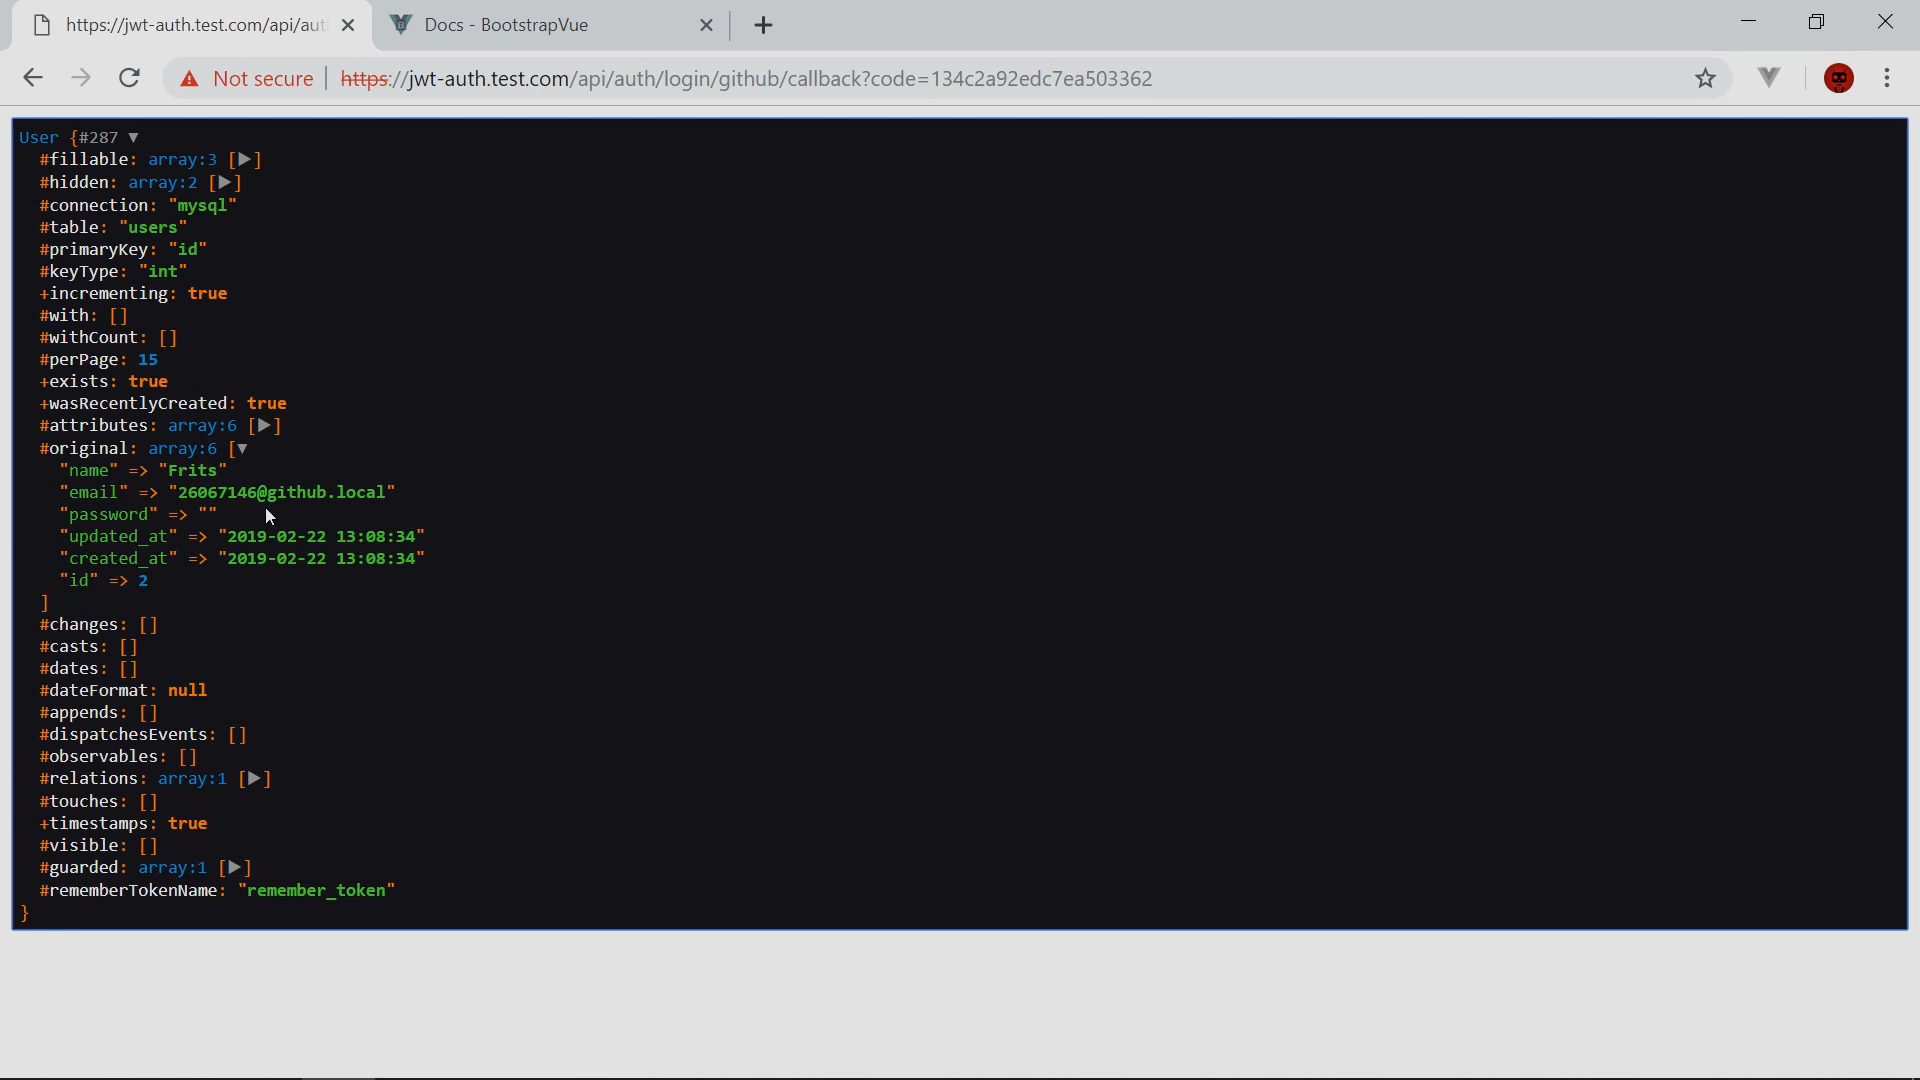 https://jwt-auth.test.com/api/aut
Docs - BootstrapVue
Not secure
https://jwt-auth.test.com/api/auth/login/github/callback?code=134c2a92edc7ea503362
User {#287 ▼
#fillable: array:3 [▶]
#hidden: array:2 [▶]
#connection: "mysql"
#table: "users"
#primaryKey: "id"
#keyType: "int"
+incrementing: true
#with: []
#withCount: []
#perPage: 15
+exists: true
+wasRecentlyCreated: true
#attributes: array:6 [▶]
#original: array:6 [▼
"name" => "Frits"
"email" => "26067146@github.local"
"password" => ""
"updated_at" => "2019-02-22 13:08:34"
"created_at" => "2019-02-22 13:08:34"
"id" => 2
]
#changes: []
#casts: []
#dates: []
#dateFormat: null
#appends: []
#dispatchesEvents: []
#observables: []
#relations: array:1 [▶]
#touches: []
+timestamps: true
#visible: []
#guarded: array:1 [▶]
#rememberTokenName: "remember_token"
}